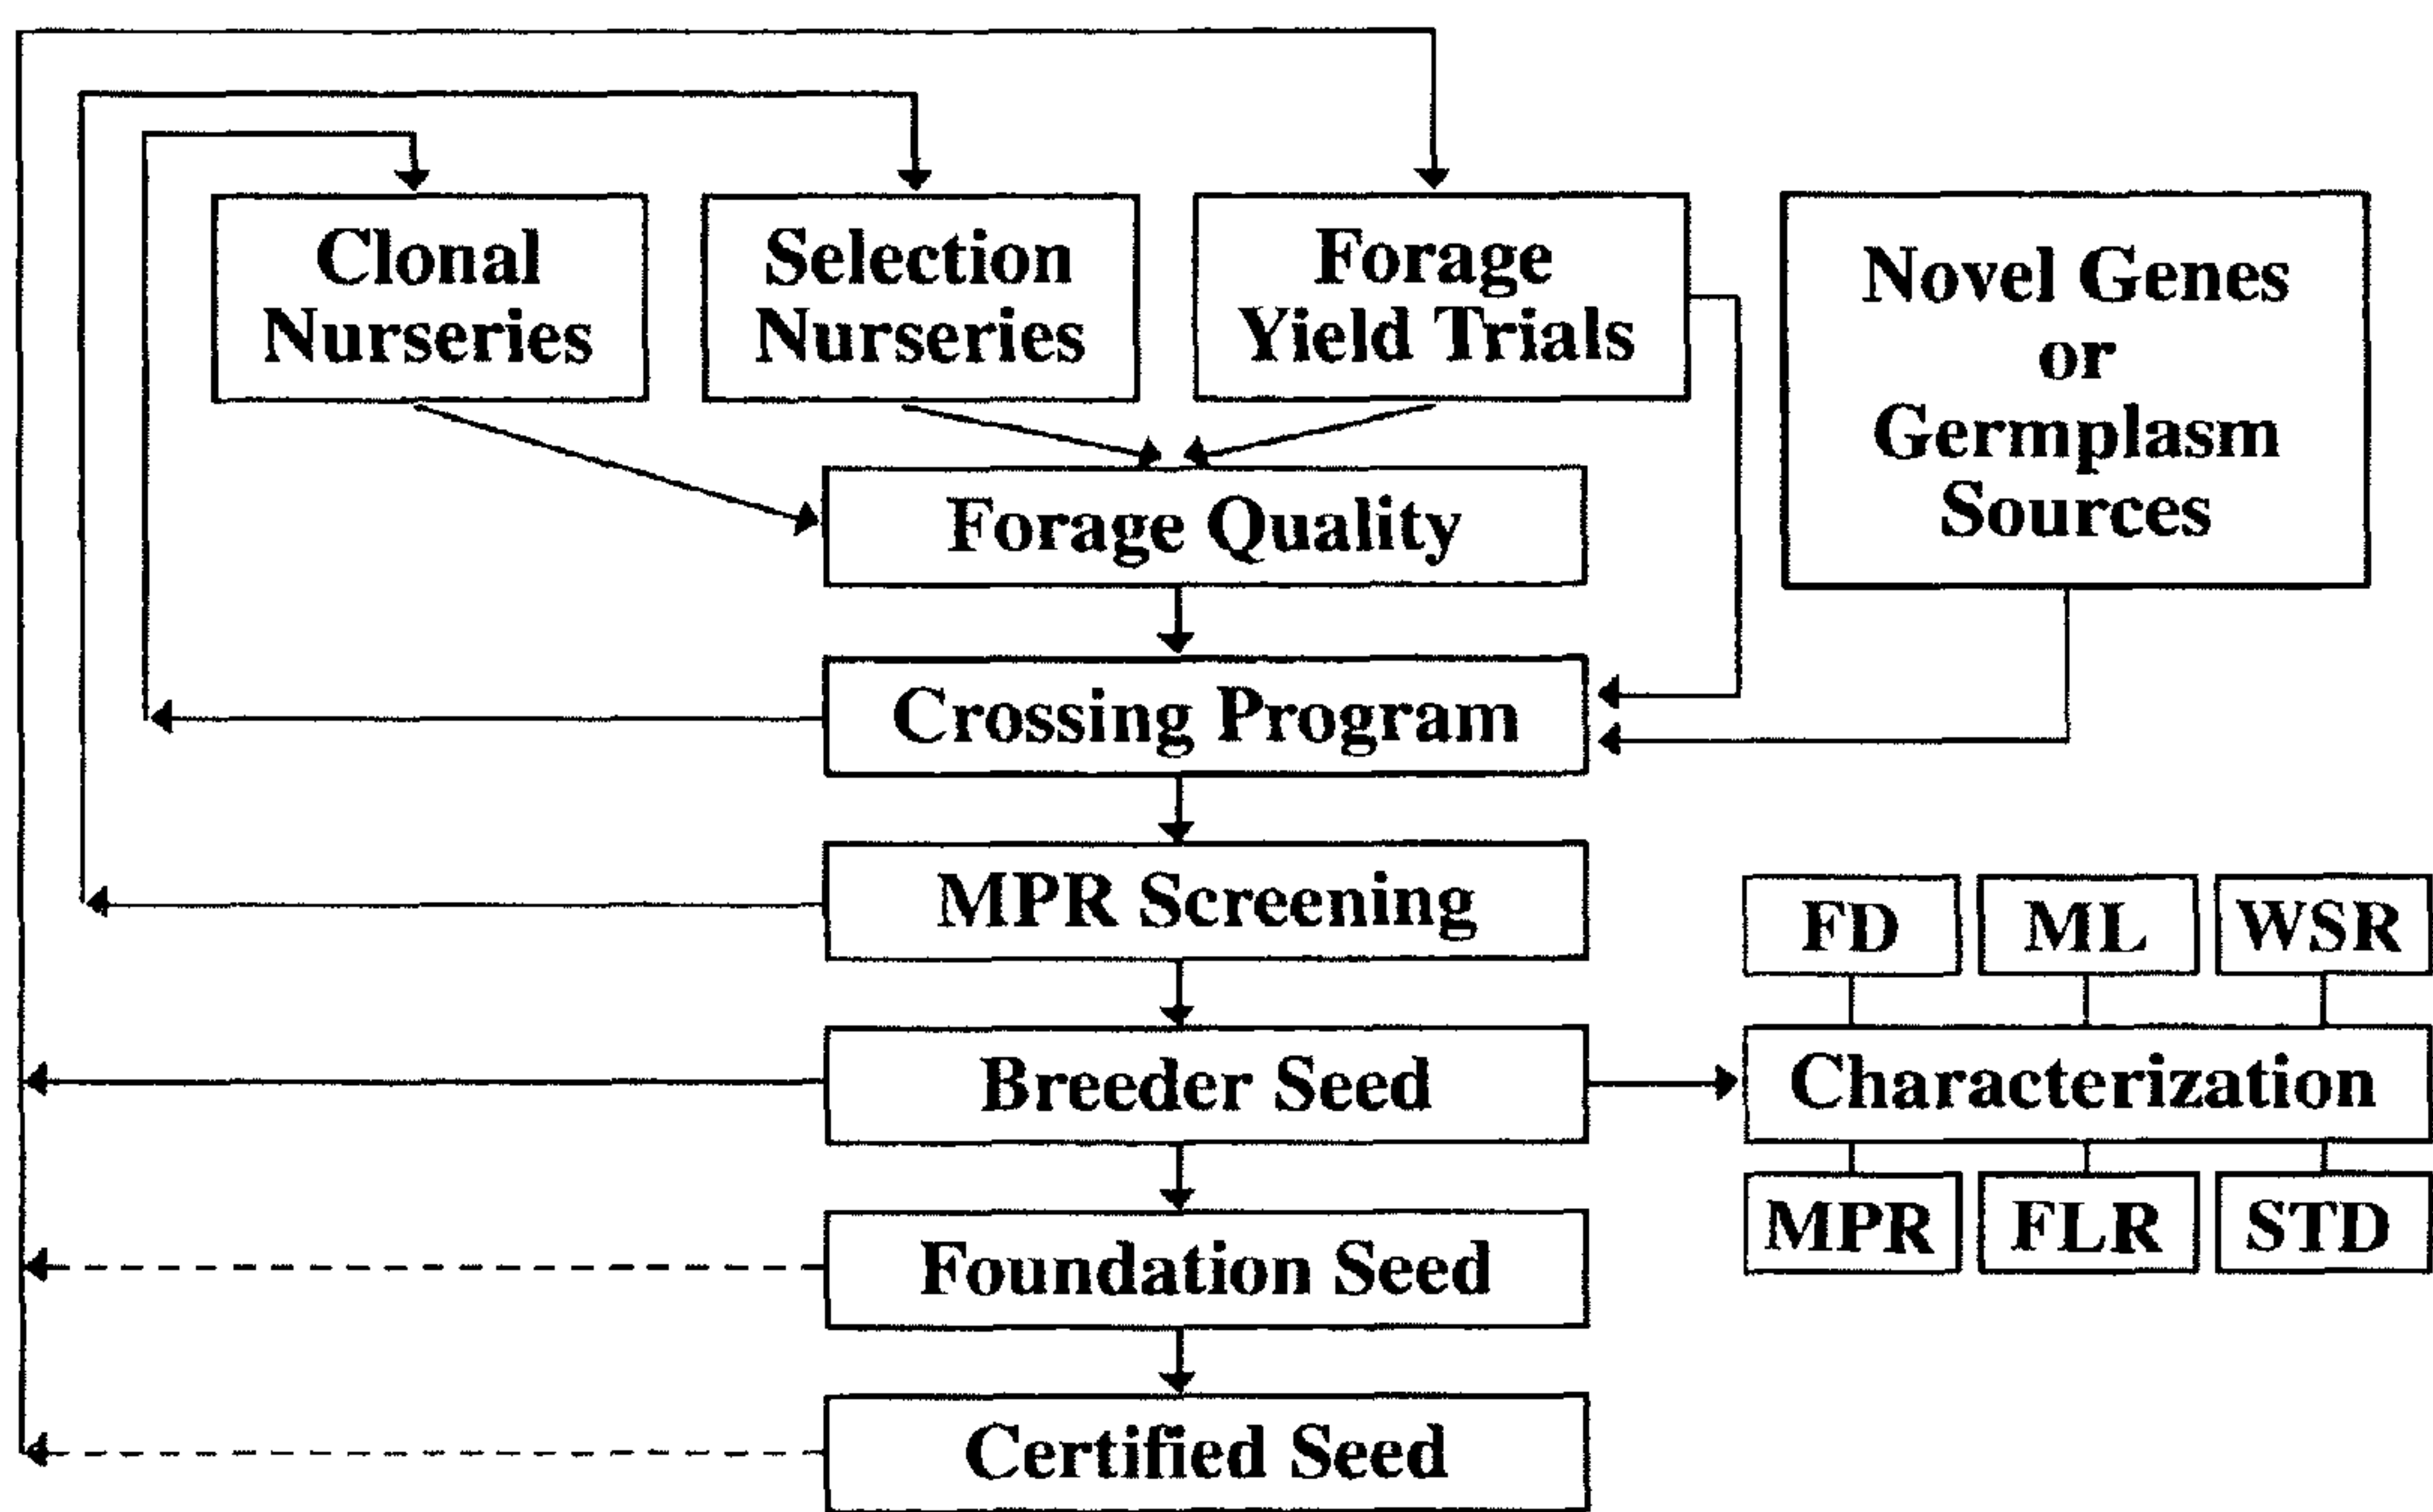 Clonal
Nurseries
Selection
Nurseries
Forage
Yield Trials
Novel Genes
or
Germplasm
Sources
Forage Quality
Crossing Program
MPR Screening
FD
ML
WSR
Breeder Seed
Characterization
MPR
FLR
STD
Foundation Seed
Certified Seed